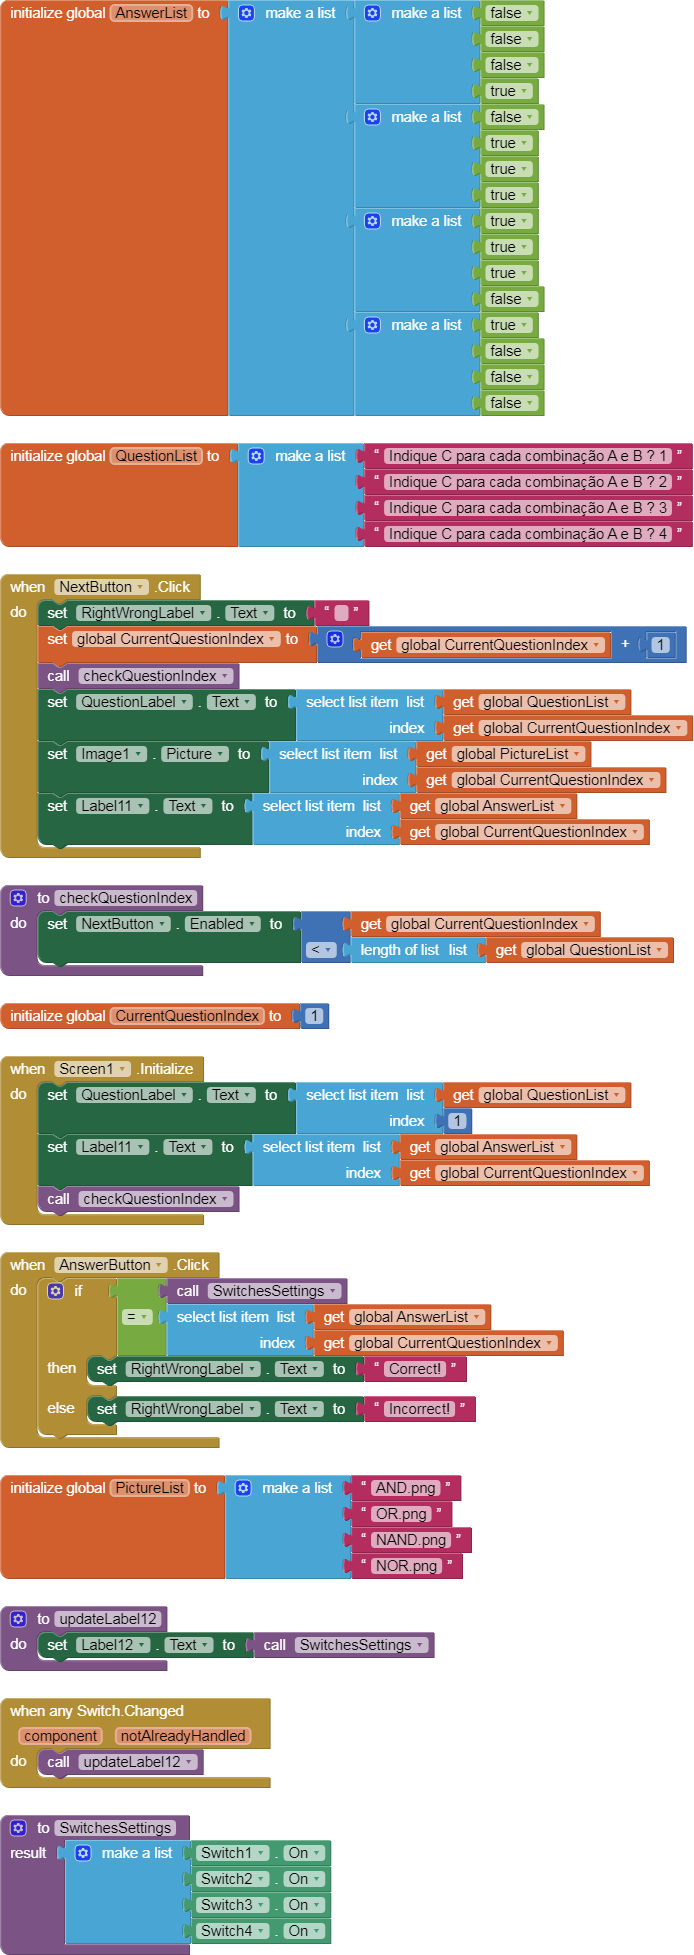 initialize global AnswerList to make a list make a list false
false
false
true
make a list false
true
true
true
make a list true
true
true
false
make a list true
false
false
false
initialize global QuestionList to make a list “ Indique C para cada combinação A e B ? 1 ”
“ Indique C para cada combinação A e B ? 2 ”
“ Indique C para cada combinação A e B ? 3 ”
“ Indique C para cada combinação A e B ? 4 ”
when NextButton .Click
do set RightWrongLabel . Text to “ ”
set global CurrentQuestionIndex to get global CurrentQuestionIndex + 1
call checkQuestionIndex
set QuestionLabel . Text to select list item list get global QuestionList
index get global CurrentQuestionIndex
set Image1 . Picture to select list item list get global PictureList
index get global CurrentQuestionIndex
set Label11 . Text to select list item list get global AnswerList
index get global CurrentQuestionIndex
to checkQuestionIndex
do set NextButton . Enabled to get global CurrentQuestionIndex
< length of list list get global QuestionList
initialize global CurrentQuestionIndex to 1
when Screen1 .Initialize
do set QuestionLabel . Text to select list item list get global QuestionList
index 1
set Label11 . Text to select list item list get global AnswerList
index get global CurrentQuestionIndex
call checkQuestionIndex
when AnswerButton .Click
do if call SwitchesSettings
= select list item list get global AnswerList
index get global CurrentQuestionIndex
then set RightWrongLabel . Text to “ Correct! ”
else set RightWrongLabel . Text to “ Incorrect! ”
initialize global PictureList to make a list “ AND.png ”
“ OR.png ”
“ NAND.png ”
“ NOR.png ”
to updateLabel12
do set Label12 . Text to call SwitchesSettings
when any Switch.Changed
component notAlreadyHandled
do call updateLabel12
to SwitchesSettings
result make a list Switch1 . On
Switch2 . On
Switch3 . On
Switch4 . On